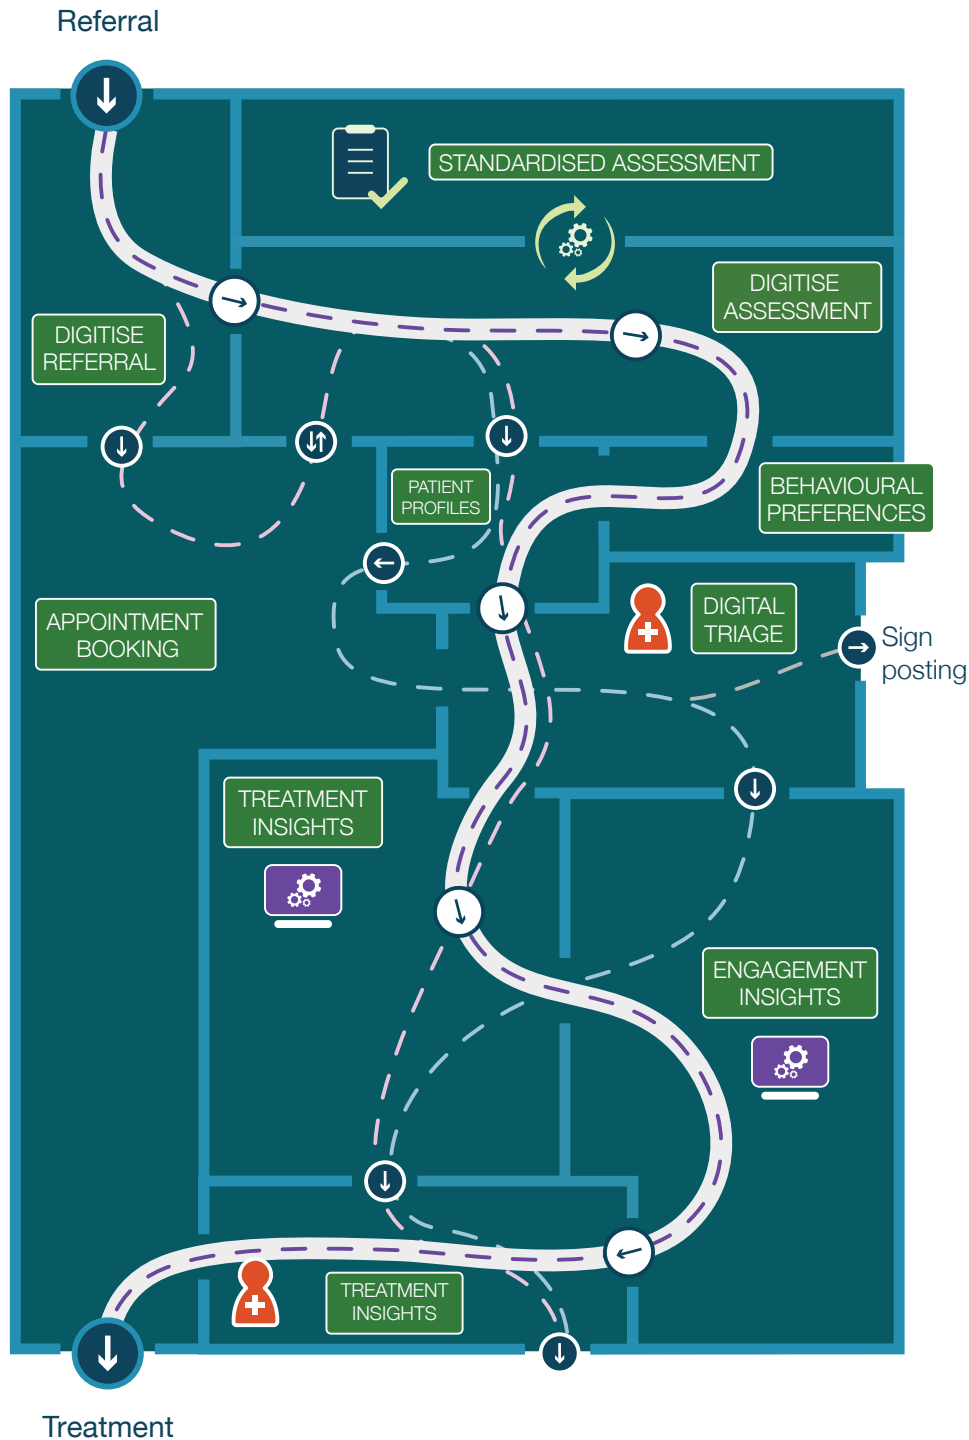 Referral
STANDARDISED ASSESSMENT
DIGITISE
ASSESSMENT
DIGITISE
REFERRAL
PATIENT
PROFILES
BEHAVIOURAL
PREFERENCES
APPOINTMENT
BOOKING
DIGITAL
TRIAGE
Sign
posting
TREATMENT
INSIGHTS
ENGAGEMENT
INSIGHTS
TREATMENT
INSIGHTS
Treatment